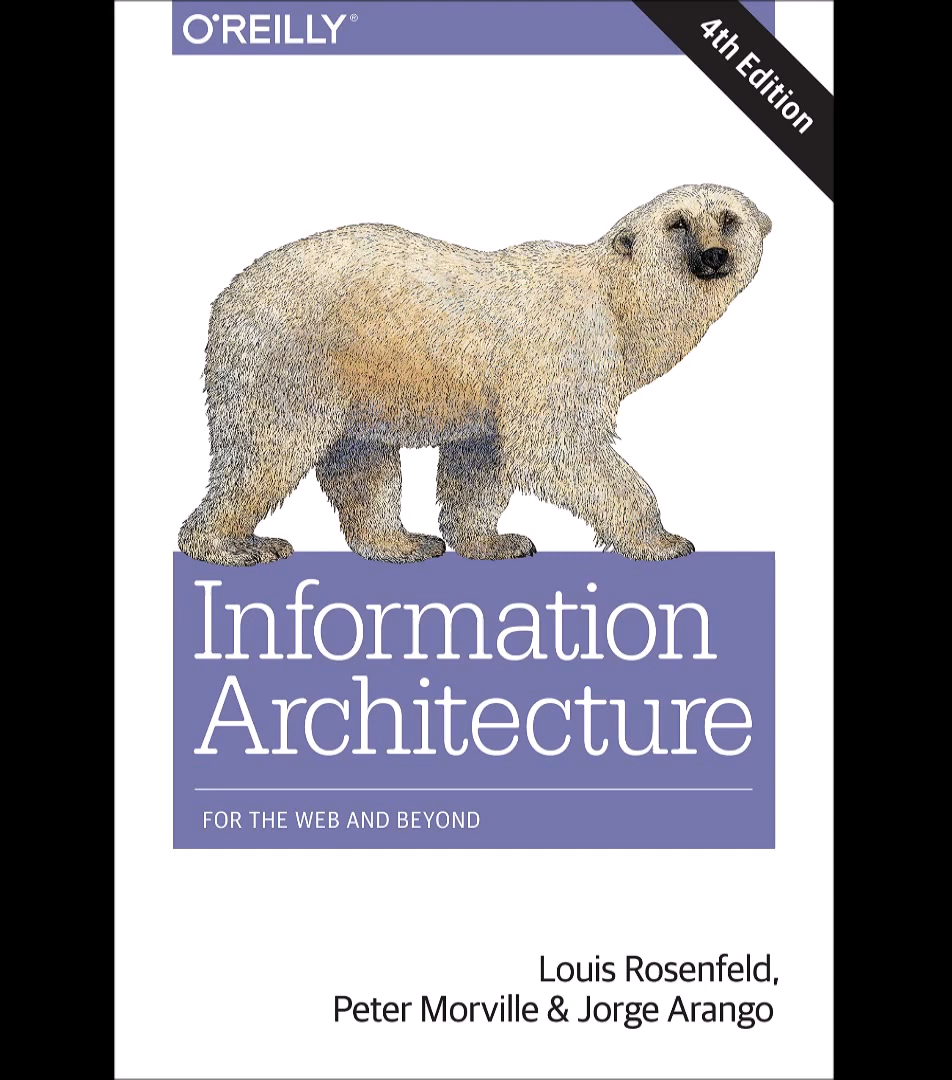 O'REILLY®
4th Edition
Information
Architecture
FOR THE WEB AND BEYOND
Louis Rosenfeld,
Peter Morville & Jorge Arango